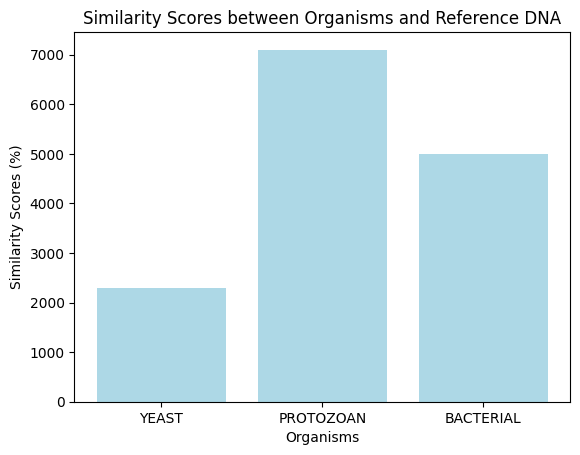 Similarity Scores between Organisms and Reference DNA
Similarity Scores (%)
7000
6000
5000
4000
3000
2000
1000
0
YEAST PROTOZOAN BACTERIAL
Organisms